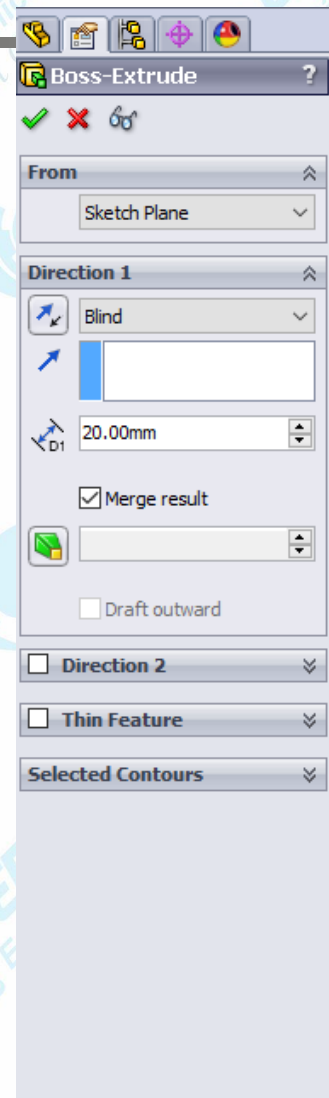 Boss-Extrude ?
From
Sketch Plane
Direction 1
Blind
D1 20.00mm
Merge result
Draft outward
Direction 2
Thin Feature
Selected Contours